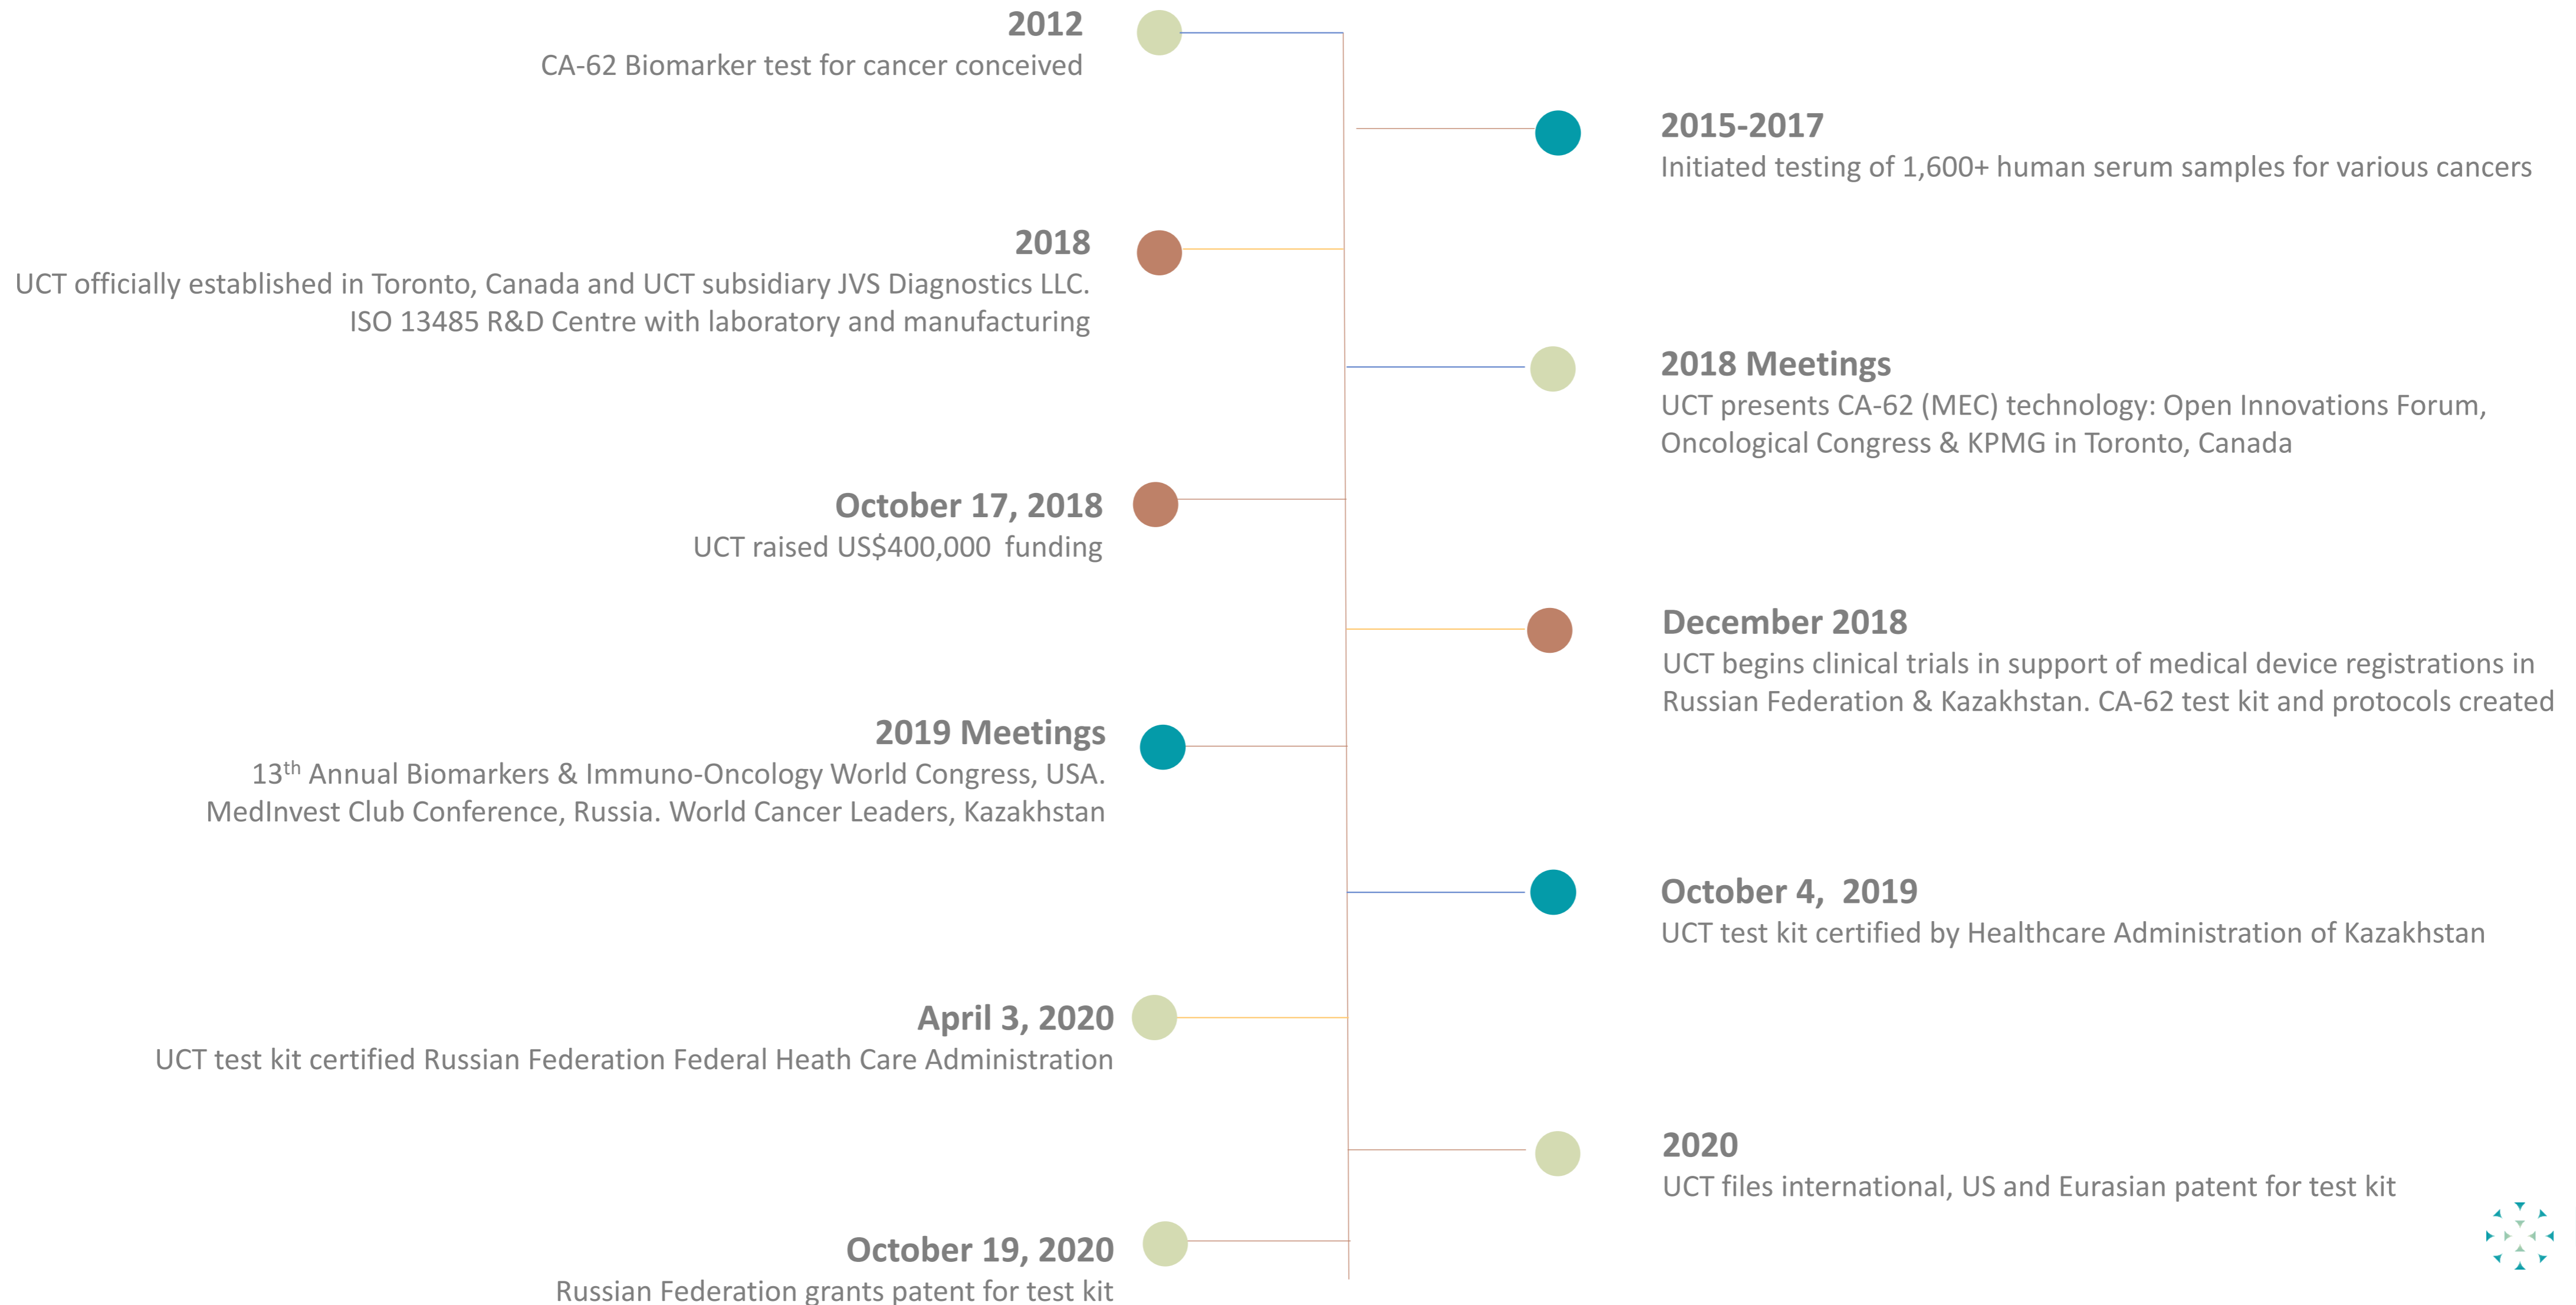 2012
CA-62 Biomarker test for cancer conceived
2015-2017
Initiated testing of 1,600+ human serum samples for various cancers
2018
UCT officially established in Toronto, Canada and UCT subsidiary JVS Diagnostics LLC.
ISO 13485 R&D Centre with laboratory and manufacturing
2018 Meetings
UCT presents CA-62 (MEC) technology: Open Innovations Forum,
Oncological Congress & KPMG in Toronto, Canada
October 17, 2018
UCT raised US$400,000  funding
December 2018
UCT begins clinical trials in support of medical device registrations in
Russian Federation & Kazakhstan. CA-62 test kit and protocols created
2019 Meetings
13th Annual Biomarkers & Immuno-Oncology World Congress, USA.
MedInvest Club Conference, Russia. World Cancer Leaders, Kazakhstan
October 4,  2019
UCT test kit certified by Healthcare Administration of Kazakhstan
April 3, 2020
UCT test kit certified Russian Federation Federal Heath Care Administration
2020
UCT files international, US and Eurasian patent for test kit
October 19, 2020
Russian Federation grants patent for test kit